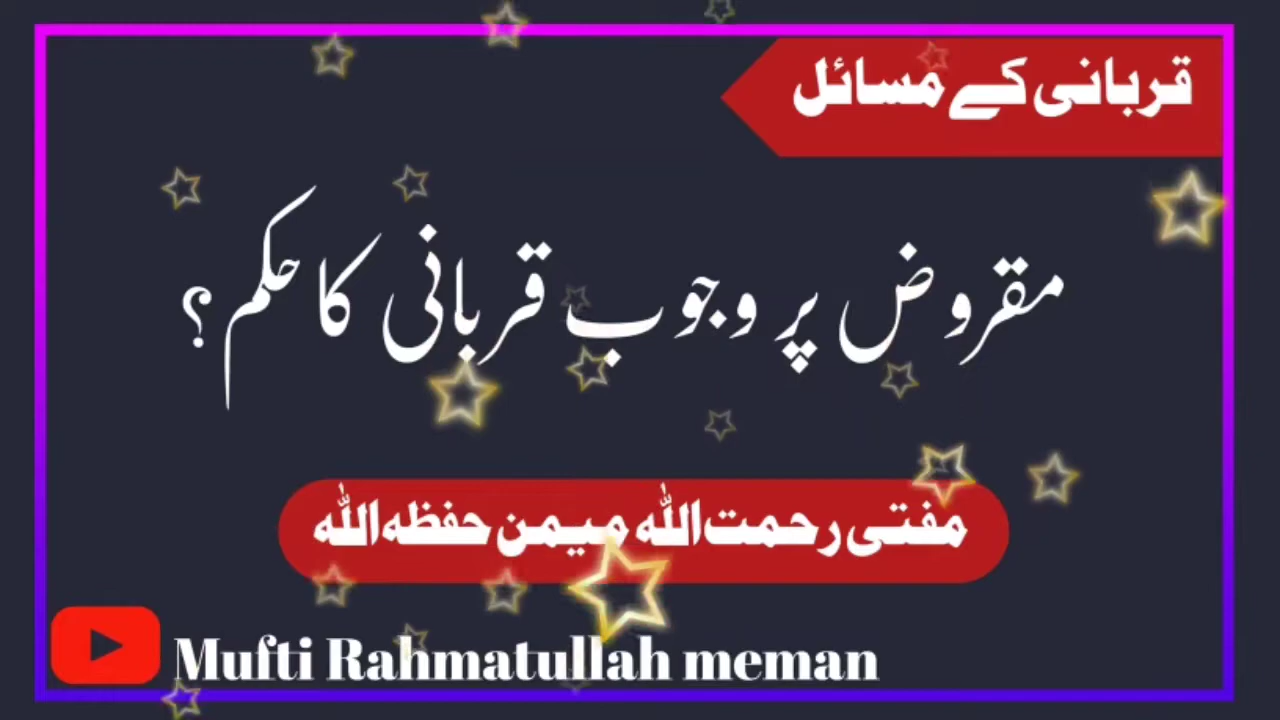 قربانی کے مسائل
مقروض پر وجوب قربانی کا حکم؟
مفتی رحمت اللہ میمن حفظہ اللہ
Mufti Rahmatullah meman